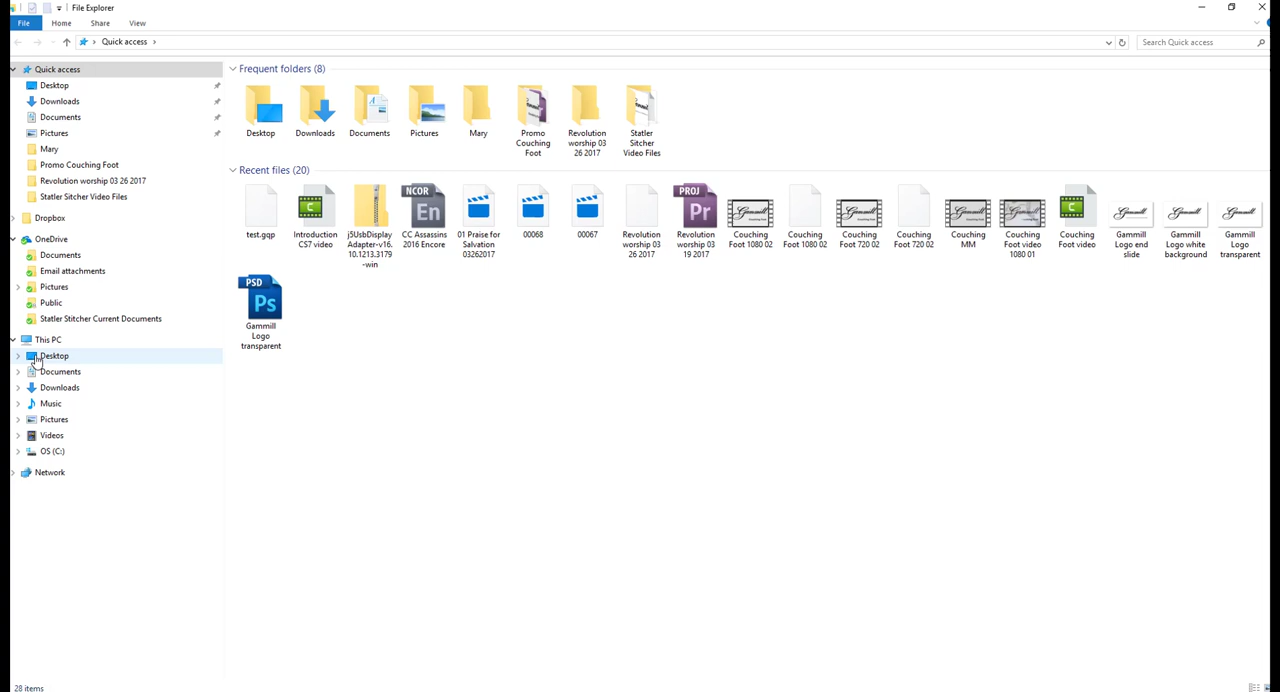 File Explorer
File Home Share View
Quick access
Search Quick access
Quick access
Desktop
Downloads
Documents
Pictures
Mary
Promo Couching Foot
Revolution worship 03 26 2017
Statler Sitcher Video Files
Dropbox
OneDrive
Documents
Email attachments
Pictures
Public
Statler Stitcher Current Documents
This PC
Desktop
Documents
Downloads
Music
Pictures
Videos
OS (C:)
Network
Frequent folders (8)
Desktop
Downloads
Documents
Pictures
Mary
Promo
Couching
Foot
Revolution
worship 03
26 2017
Statler
Sitcher
Video Files
Recent files (20)
test.gqp
Introduction
CS7 video
j5UsbDisplay
Adapter-v16.
10.1213.3179
-win
NCOR
En
CC Assassins
2016 Encore
01 Praise for
Salvation
03262017
00068
00067
Revolution
worship 03
26 2017
PROJ
Pr
Revolution
worship 03
19 2017
Couching
Foot 1080 02
Couching
Foot 1080 02
Couching
Foot 720 02
Couching
Foot 720 02
Couching
MM
Couching
Foot video
1080 01
Couching
Foot video
Gammill
Gammill
Logo end
slide
Gammill
Gammill
Logo white
background
Gammill
Gammill
Logo
transparent
PSD
Ps
Gammill
Logo
transparent
28 items